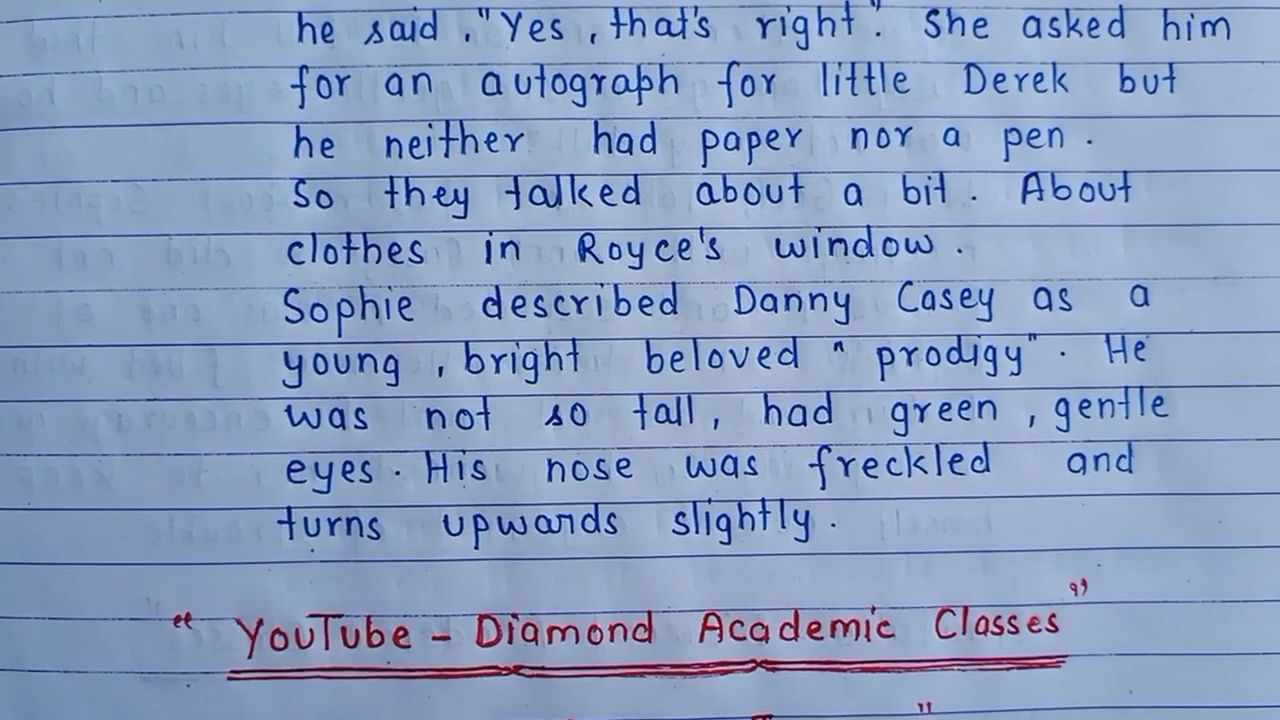 he said, "Yes, that's right". She asked him
for an autograph for little Derek but
he neither had paper nor a pen.
So they talked about a bit. About
clothes in Royce's window.
Sophie described Danny Casey as a
young, bright beloved "prodigy". He
was not so tall, had green, gentle
eyes. His nose was freckled and
turns upwards slightly.
"YouTube - Diamond Academic Classes"